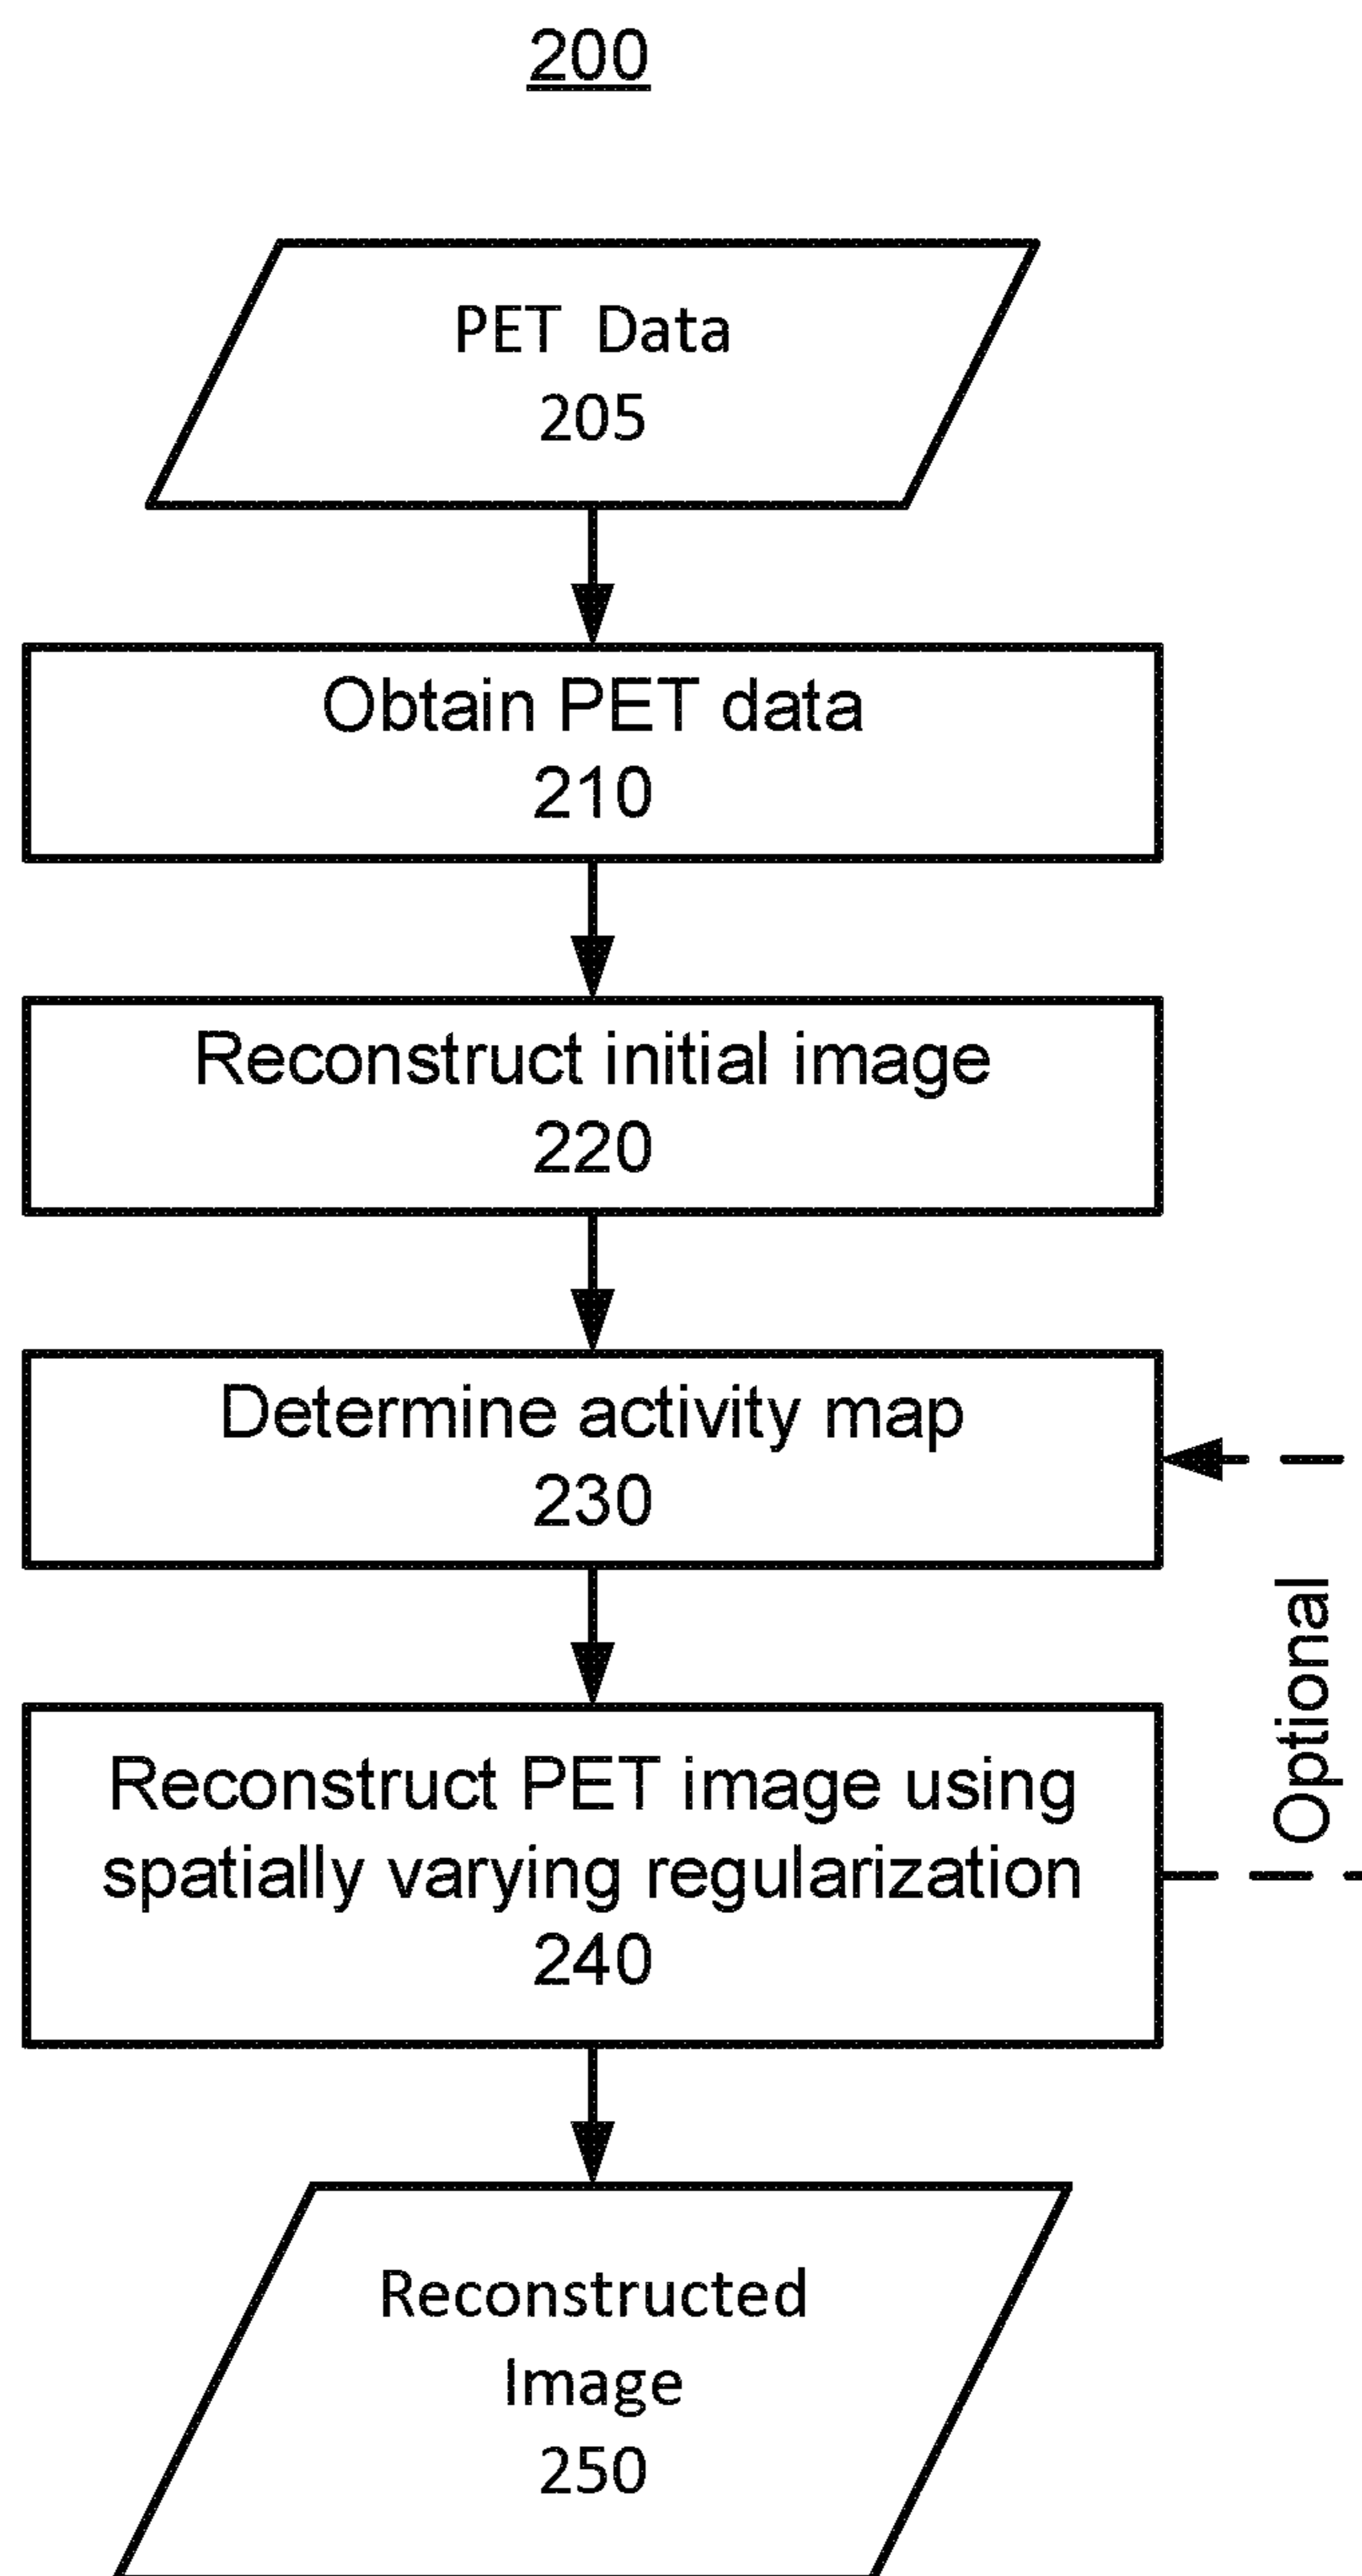 200
PET Data
205
Obtain PET data
210
Reconstruct initial image
220
Determine activity map
230
Optional
Reconstruct PET image using
spatially varying regularization
240
Reconstructed
Image
250